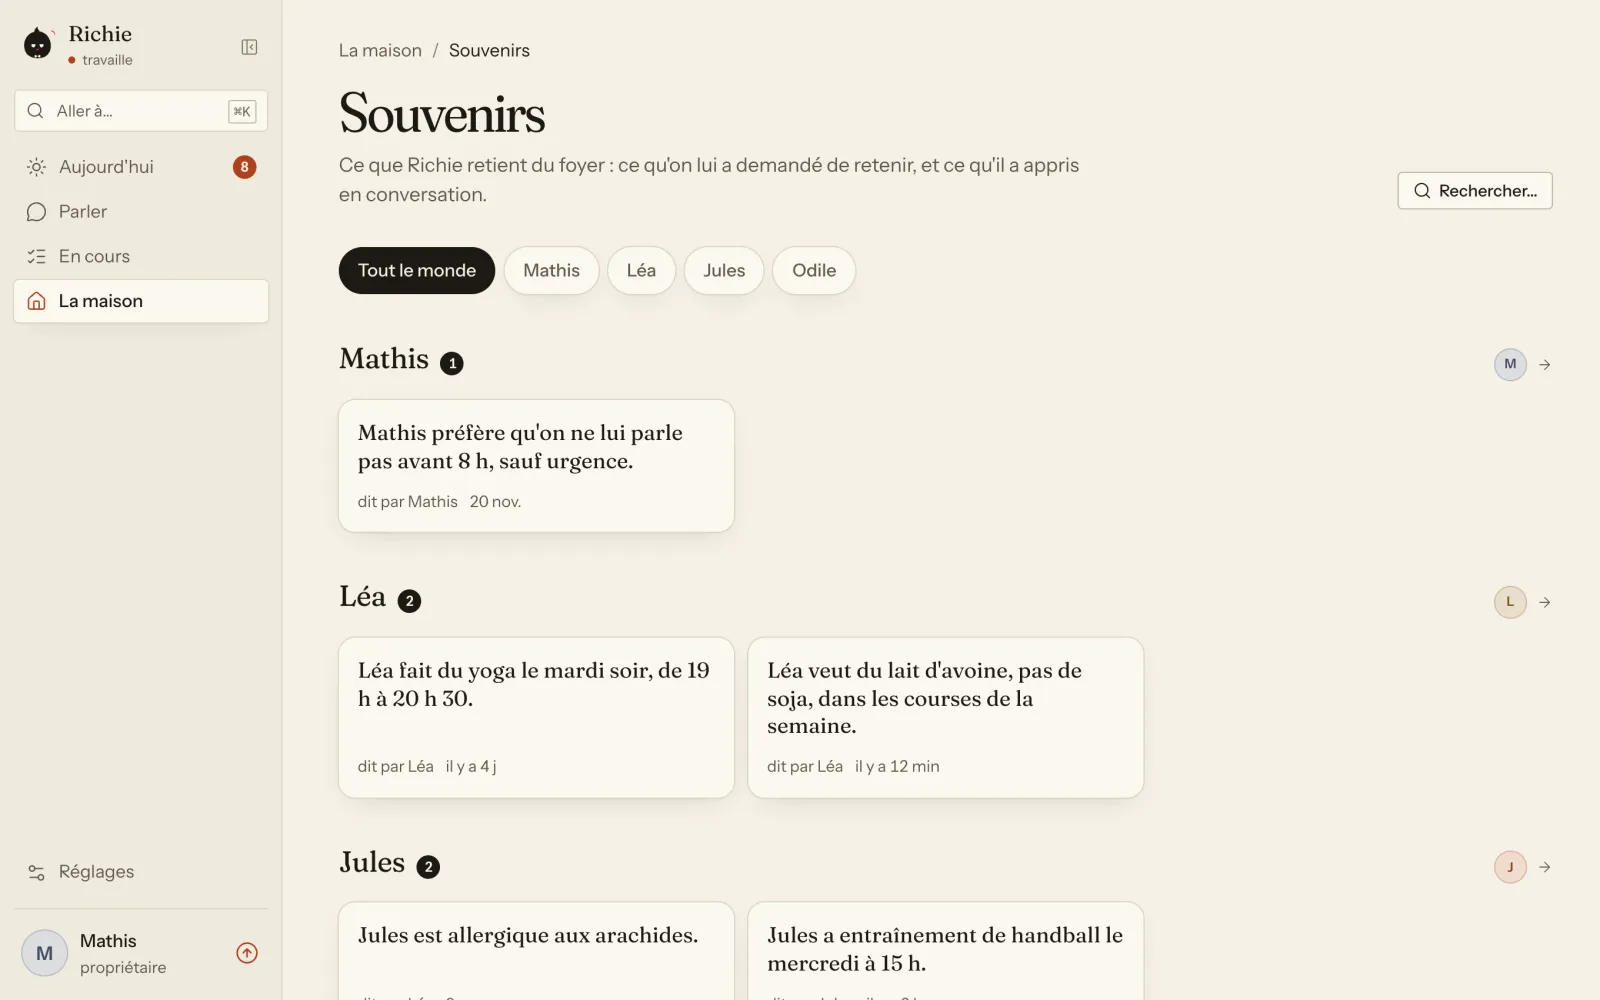 Richie
travaille
Aller à...
⌘K
Aujourd'hui
8
Parler
En cours
La maison
Réglages
M
Mathis
propriétaire
La maison / Souvenirs
Souvenirs
Ce que Richie retient du foyer : ce qu'on lui a demandé de retenir, et ce qu'il a appris
en conversation.
Rechercher...
Tout le monde
Mathis
Léa
Jules
Odile
Mathis 1
M
Mathis préfère qu'on ne lui parle
pas avant 8 h, sauf urgence.
dit par Mathis 20 nov.
Léa 2
L
Léa fait du yoga le mardi soir, de 19
h à 20 h 30.
dit par Léa il y a 4 j
Léa veut du lait d'avoine, pas de
soja, dans les courses de la
semaine.
dit par Léa il y a 12 min
Jules 2
J
Jules est allergique aux arachides.
Jules a entraînement de handball le
mercredi à 15 h.